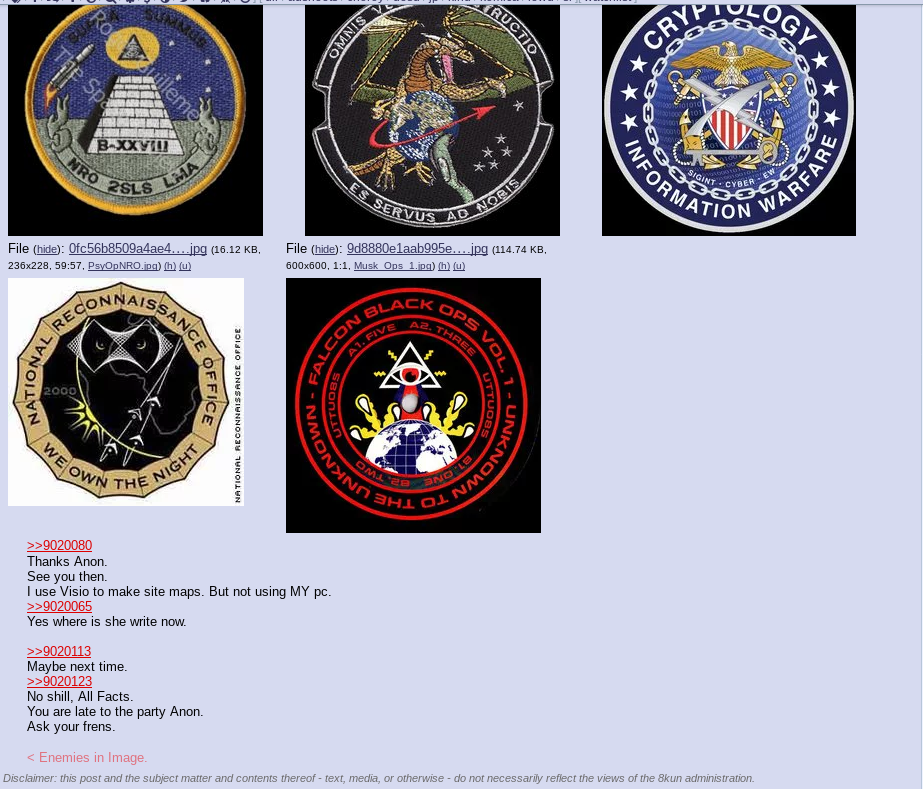 SUMMUS
B-XXVIII
NRO 2SLS LMA
OMNIS
ES SERVUS AD NOBIS
CRYPTOLOGY
SIGINT · CYBER · EW
INFORMATION WARFARE
File (hide): 0fc56b8509a4ae4….jpg (16.12 KB,
236x228, 59:57, PsyOpNRO.jpg) (h) (u)
File (hide): 9d8880e1aab995e….jpg (114.74 KB,
600x600, 1:1, Musk_Ops_1.jpg) (h) (u)
NATIONAL RECONNAISSANCE OFFICE
2000
WE OWN THE NIGHT
NATIONAL RECONNAISSANCE OFFICE
FALCON BLACK OPS VOL. 1 - UNKNOWN TO THE UNKNOWN -
A1. FIVE A2. THREE
UTTUOBS
UTTUOBS
B1. ONE B2. TWO
>>9020080
Thanks Anon.
See you then.
I use Visio to make site maps. But not using MY pc.
>>9020065
Yes where is she write now.
>>9020113
Maybe next time.
>>9020123
No shill, All Facts.
You are late to the party Anon.
Ask your frens.
< Enemies in Image.
Disclaimer: this post and the subject matter and contents thereof - text, media, or otherwise - do not necessarily reflect the views of the 8kun administration.